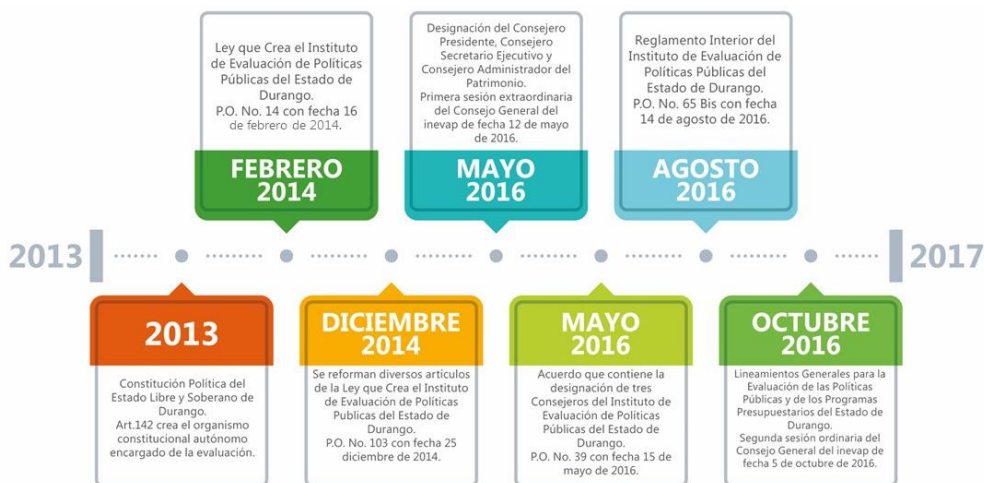 Ley que Crea el Instituto
de Evaluación de Políticas
Públicas del Estado de
Durango.
P.O. No. 14 con fecha 16
de febrero de 2014.
FEBRERO
2014
Designación del Consejero
Presidente, Consejero
Secretario Ejecutivo y
Consejero Administrador del
Patrimonio.
Primera sesión extraordinaria
del Consejo General del
inevap de fecha 12 de mayo
de 2016.
MAYO
2016
Reglamento Interior del
Instituto de Evaluación de
Políticas Públicas del
Estado de Durango.
P.O. No. 65 Bis con fecha
14 de agosto de 2016.
AGOSTO
2016
2013
2017
2013
Constitución Política del
Estado Libre y Soberano de
Durango.
Art.142 crea el organismo
constitucional autónomo
encargado de la evaluación.
DICIEMBRE
2014
Se reforman diversos artículos
de la Ley que Crea el Instituto
de Evaluación de Políticas
Publicas del Estado de
Durango.
P.O. No. 103 con fecha 25
diciembre de 2014.
MAYO
2016
Acuerdo que contiene la
designación de tres
Consejeros del Instituto de
Evaluación de Políticas
Públicas del Estado de
Durango.
P.O. No. 39 con fecha 15 de
mayo de 2016.
OCTUBRE
2016
Lineamientos Generales para la
Evaluación de las Políticas
Públicas y de los Programas
Presupuestarios del Estado de
Durango.
Segunda sesión ordinaria del
Consejo General del inevap de
fecha 5 de octubre de 2016.